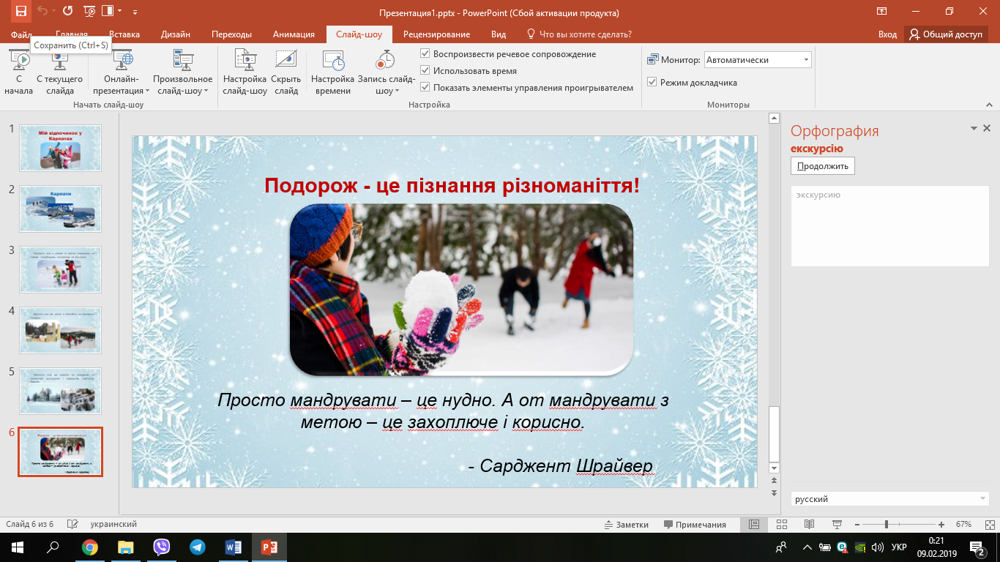 Презентация1.pptx - PowerPoint (Сбой активации продукта)
Файл Главная Вставка Дизайн Переходы Анимация Слайд-шоу Рецензирование Вид Что вы хотите сделать? Вход Общий доступ
Сохранить (Ctrl+S)
С начала
С текущего слайда
Онлайн-презентация
Произвольное слайд-шоу
Начать слайд-шоу
Настройка слайд-шоу
Скрыть слайд
Настройка времени
Запись слайд-шоу
Воспроизвести речевое сопровождение
Использовать время
Показать элементы управления проигрывателем
Настройка
Монитор: Автоматически
Режим докладчика
Мониторы
1
Мій відпочинок у
Карпатах
2
Карпати
3
4
5
6
Подорож - це пізнання різноманіття!
Просто мандрувати – це нудно. А от мандрувати з
метою – це захоплююче і корисно.
- Сарджент Шрайвер
Орфография
екскурсію
Продолжить
экскурсию
русский
Слайд 6 из 6 украинский Заметки Примечания 67%
УКР
0:21
09.02.2019
2